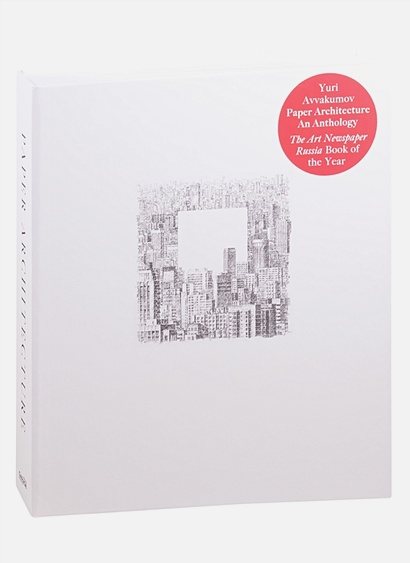 Yuri
Avvakumov
Paper Architecture
An Anthology
The Art Newspaper
Russia Book of
the Year
PAPER ARCHITECTURE